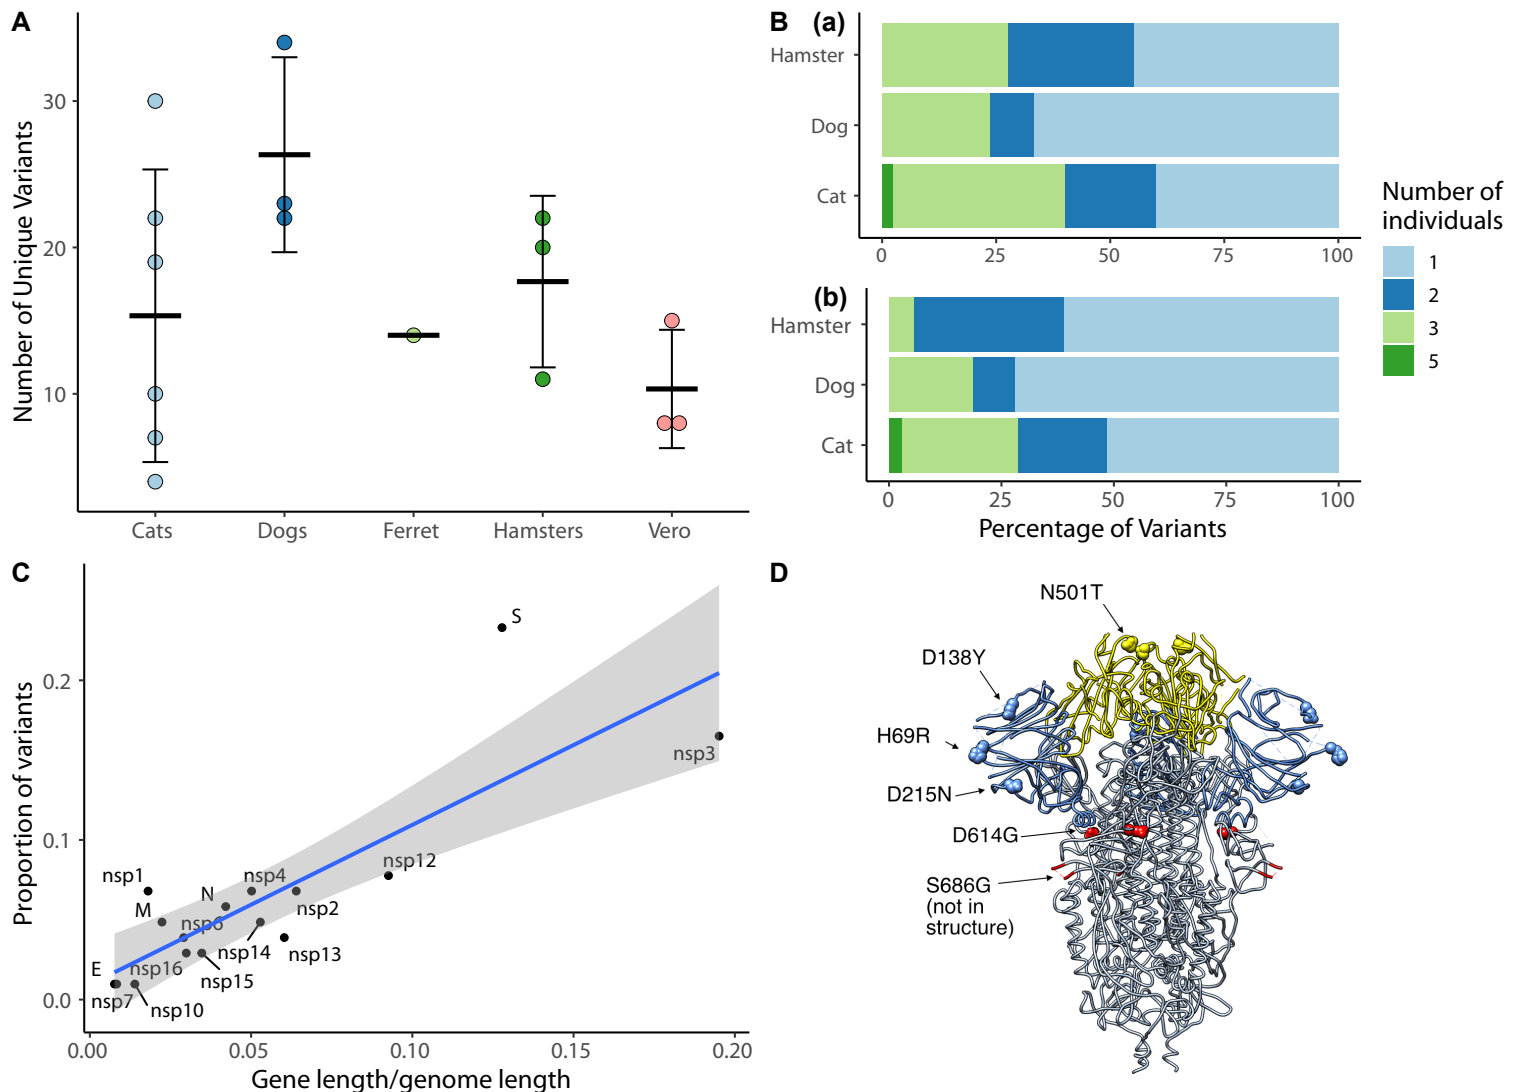 A
Number of Unique Variants
30
20
10
Cats
Dogs
Ferret
Hamsters
Vero
B (a)
Hamster
Dog
Cat
0
25
50
75
100
(b)
Hamster
Dog
Cat
0
25
50
75
100
Percentage of Variants
Number of
individuals
1
2
3
5
C
Proportion of variants
0.2
0.1
0.0
S
nsp3
nsp12
nsp1
nsp4
N
M
nsp2
nsp6
nsp14
nsp13
E
nsp16
nsp15
nsp7
nsp10
0.00
0.05
0.10
0.15
0.20
Gene length/genome length
D
N501T
D138Y
H69R
D215N
D614G
S686G
(not in
structure)